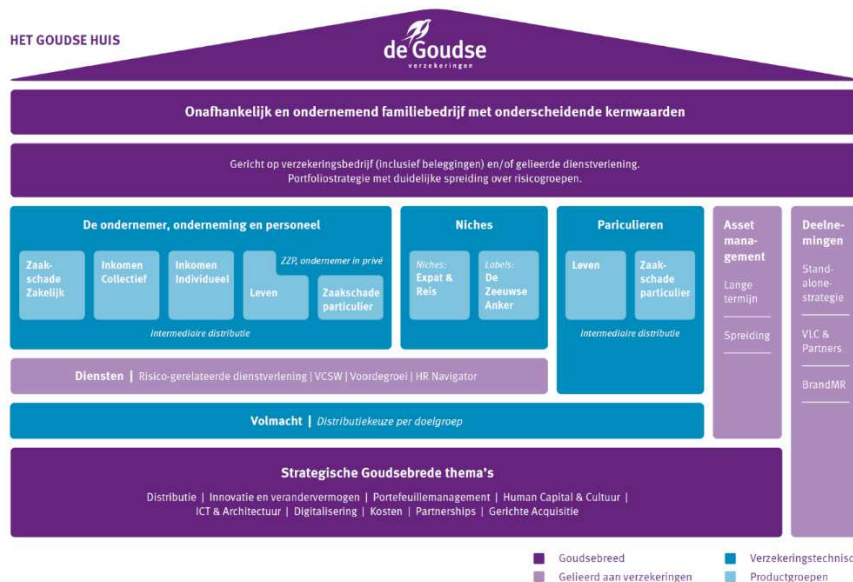 HET GOUDSE HUIS
de Goudse
verzekeringen
Onafhankelijk en ondernemend familiebedrijf met onderscheidende kernwaarden
Gericht op verzekeringsbedrijf (inclusief beleggingen) en/of gelieerde dienstverlening.
Portfoliostrategie met duidelijke spreiding over risicogroepen.
De ondernemer, onderneming en personeel
Zaak-
schade
Zakelijk
Inkomen
Collectief
Inkomen
Individueel
ZZP, ondernemer in privé
Leven
Zaakschade
particulier
Intermediaire distributie
Niches
Niches:
Expat &
Reis
Labels:
De
Zeeuwse
Anker
Pariculieren
Leven
Zaak-
schade
particulier
Intermediaire distributie
Asset
mana-
gement
Lange
termijn
Spreiding
Deelne-
mingen
Stand-
alone-
strategie
VLC &
Partners
BrandMR
Diensten | Risico-gerelateerde dienstverlening | VCSW | Voordegroei | HR Navigator
Volmacht | Distributiekeuze per doelgroep
Strategische Goudsebrede thema's
Distributie | Innovatie en verandervermogen | Portefeuillemanagement | Human Capital & Cultuur |
ICT & Architectuur | Digitalisering | Kosten | Partnerships | Gerichte Acquisitie
Goudsebreed
Verzekeringstechnisc
Gelieerd aan verzekeringen
Productgroepen